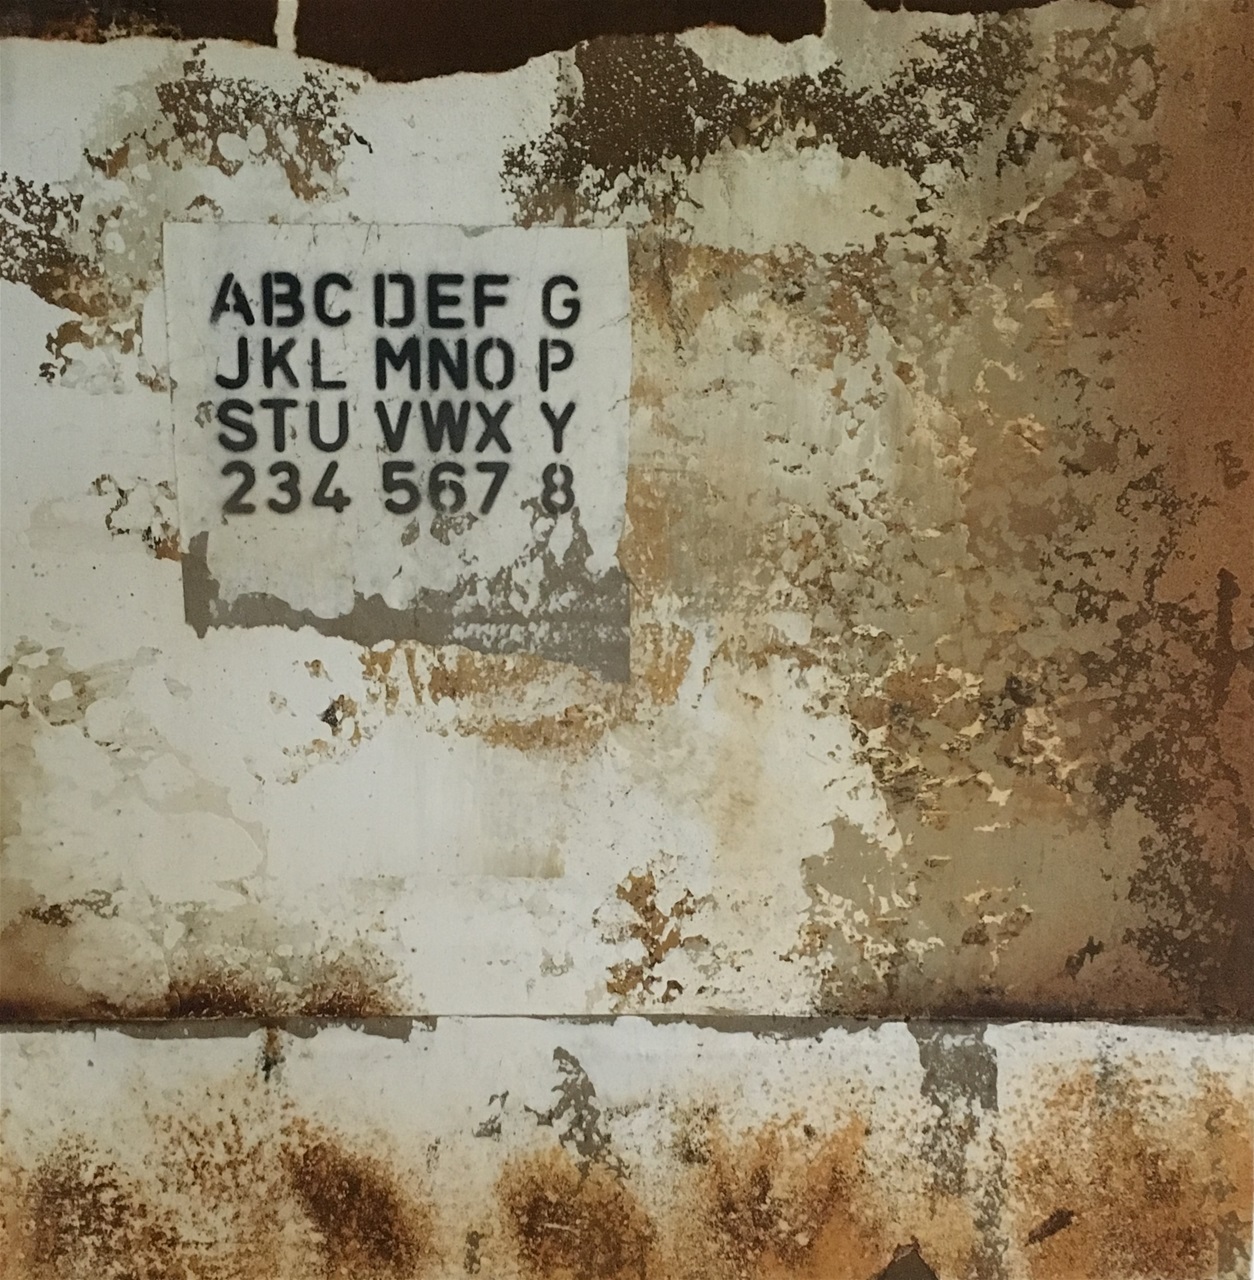 ABC DEF G
JKL MNO P
STU VWX Y
234 567 8